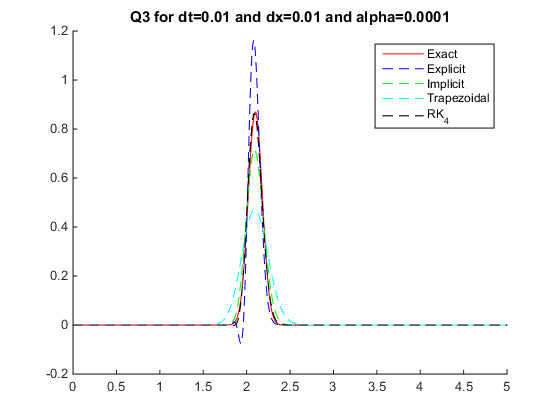 Q3 for dt=0.01 and dx=0.01 and alpha=0.0001
1.2
1
0.8
0.6
0.4
0.2
0
-0.2
Exact
Explicit
Implicit
Trapezoidal
RK4
0 0.5 1 1.5 2 2.5 3 3.5 4 4.5 5